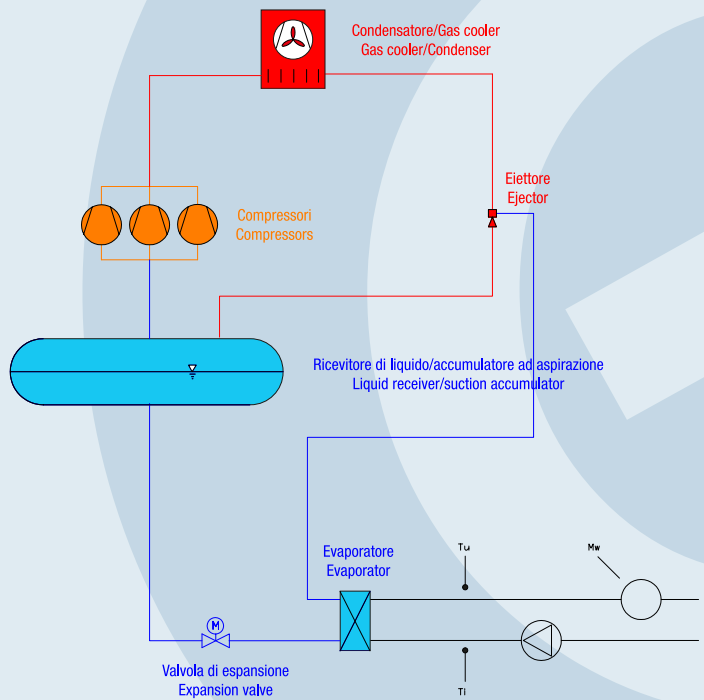 Condensatore/Gas cooler
Gas cooler/Condenser
Eiettore
Ejector
Compressori
Compressors
Ricevitore di liquido/accumulatore ad aspirazione
Liquid receiver/suction accumulator
Evaporatore
Evaporator
Tu
Mw
M
Valvola di espansione
Expansion valve
Ti